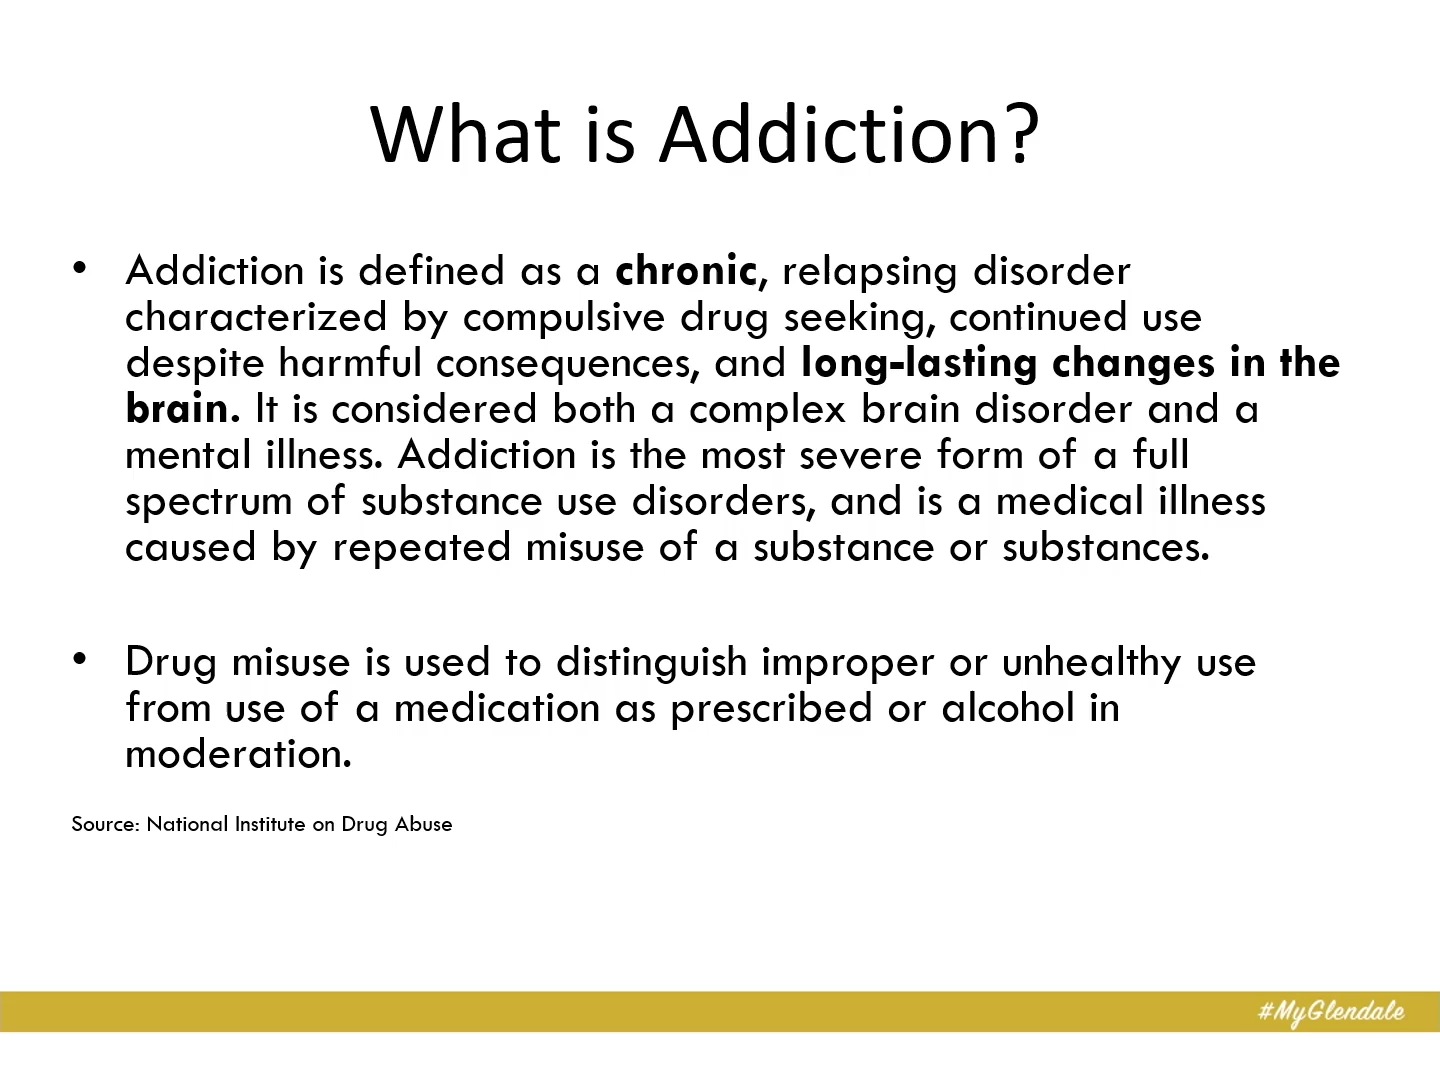 What is Addiction?
• Addiction is defined as a chronic, relapsing disorder
characterized by compulsive drug seeking, continued use
despite harmful consequences, and long-lasting changes in the
brain. It is considered both a complex brain disorder and a
mental illness. Addiction is the most severe form of a full
spectrum of substance use disorders, and is a medical illness
caused by repeated misuse of a substance or substances.
• Drug misuse is used to distinguish improper or unhealthy use
from use of a medication as prescribed or alcohol in
moderation.
Source: National Institute on Drug Abuse
#MyGlendale